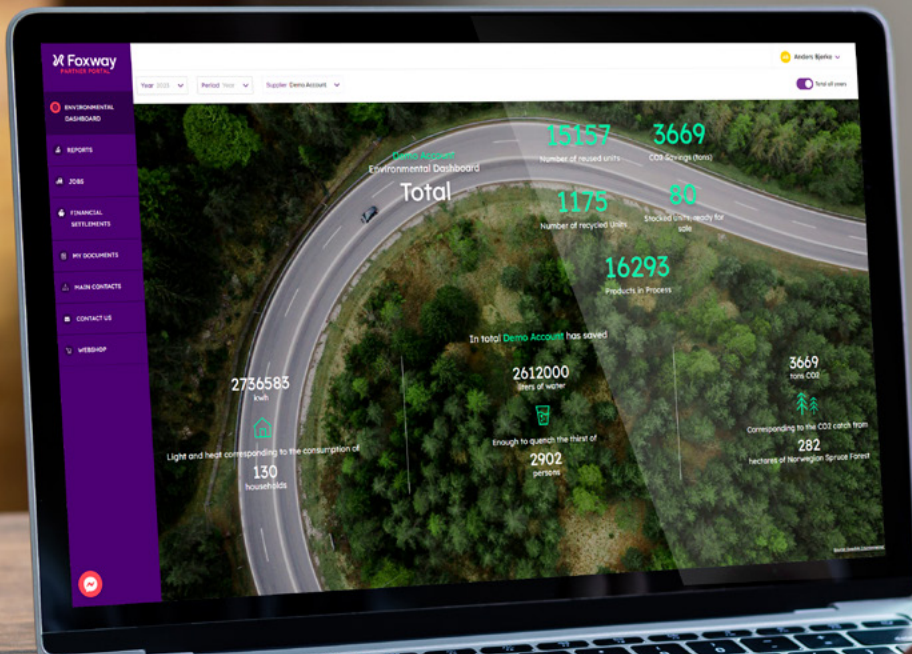 Foxway
PARTNER PORTAL
Anders Bjerke
Year 2025
Period Year
Supplier Demo Account
Total all years
ENVIRONMENTAL
DASHBOARD
REPORTS
JOBS
FINANCIAL
SETTLEMENTS
MY DOCUMENTS
MAIN CONTACTS
CONTACT US
WEBSHOP
Demo Account
Environmental Dashboard
Total
15157
Number of reused units
3669
CO2 Savings (tons)
1175
Number of recycled Units
80
Stocked Units, ready for
sale
16293
Products in Process
In total Demo Account has saved
2736583
kwh
Light and heat corresponding to the consumption of
130
households
2612000
liters of water
Enough to quench the thirst of
2902
persons
3669
tons CO2
Corresponding to the CO2 catch from
282
hectares of Norwegian Spruce Forest